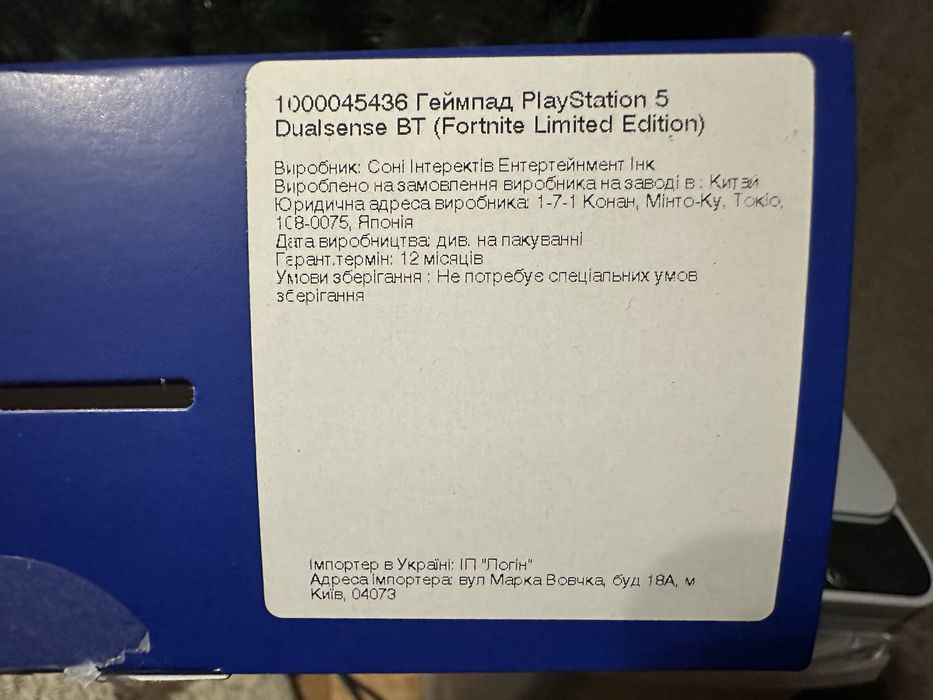 1000045436 Геймпад PlayStation 5
Dualsense BT (Fortnite Limited Edition)
Виробник: Соні Інтеректів Ентертейнмент Інк
Вироблено на замовлення виробника на заводі в : Китай
Юридична адреса виробника: 1-7-1 Конан, Мінто-Ку, Токіо,
108-0075, Японія
Дата виробництва: див. на пакуванні
Гарант.термін: 12 місяців
Умови зберігання : Не потребує спеціальних умов
зберігання
Імпортер в Україні: ІП "Логін"
Адреса імпортера: вул Марка Вовчка, буд 18А, м
Київ, 04073